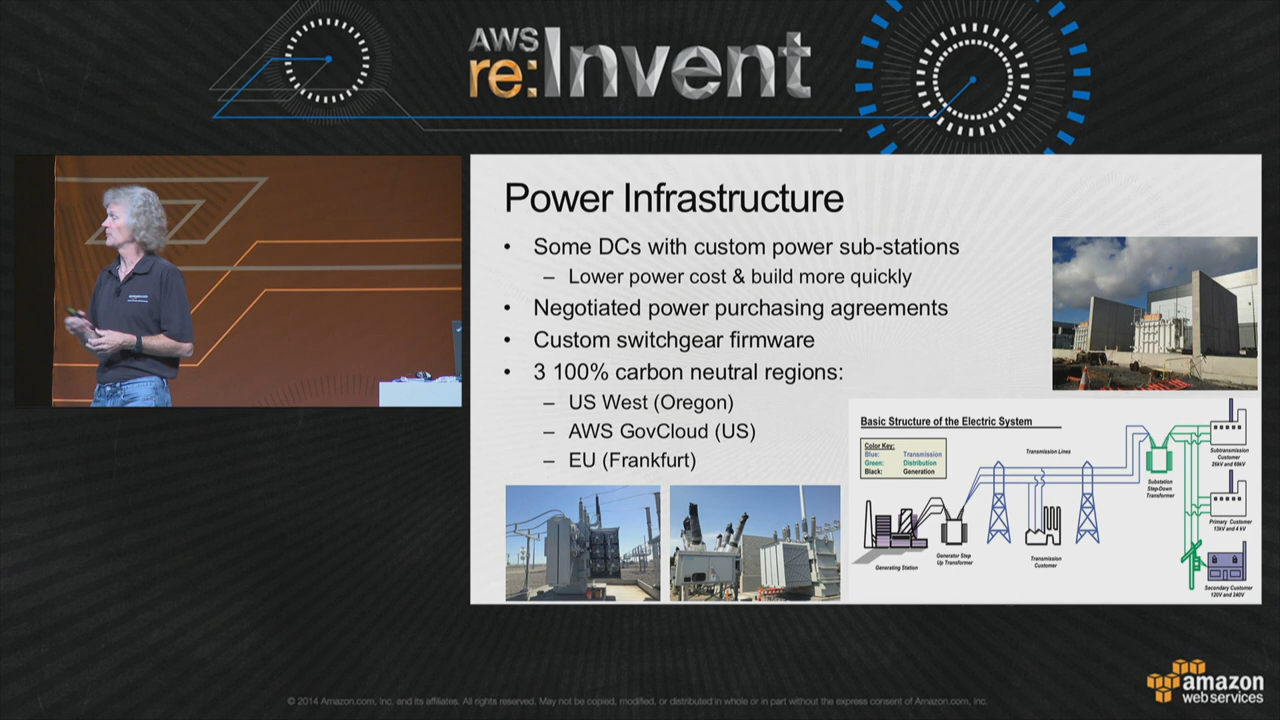 AWS
re:Invent
Power Infrastructure
• Some DCs with custom power sub-stations
– Lower power cost & build more quickly
• Negotiated power purchasing agreements
• Custom switchgear firmware
• 3 100% carbon neutral regions:
– US West (Oregon)
– AWS GovCloud (US)
– EU (Frankfurt)
Basic Structure of the Electric System
Color Key:
Blue: Transmission
Green: Distribution
Black: Generation
Transmission Lines
Subtransmission
Customer
26kV and 69kV
Substation
Step-Down
Transformer
Primary Customer
13kV and 4 kV
Generator Step
Up Transformer
Transmission
Customer
Generating Station
Secondary Customer
120V and 240V
amazon
web services
© 2014 Amazon.com, Inc. and its affiliates. All rights reserved. May not be copied, modified, or distributed in whole or in part without the express consent of Amazon.com, Inc.